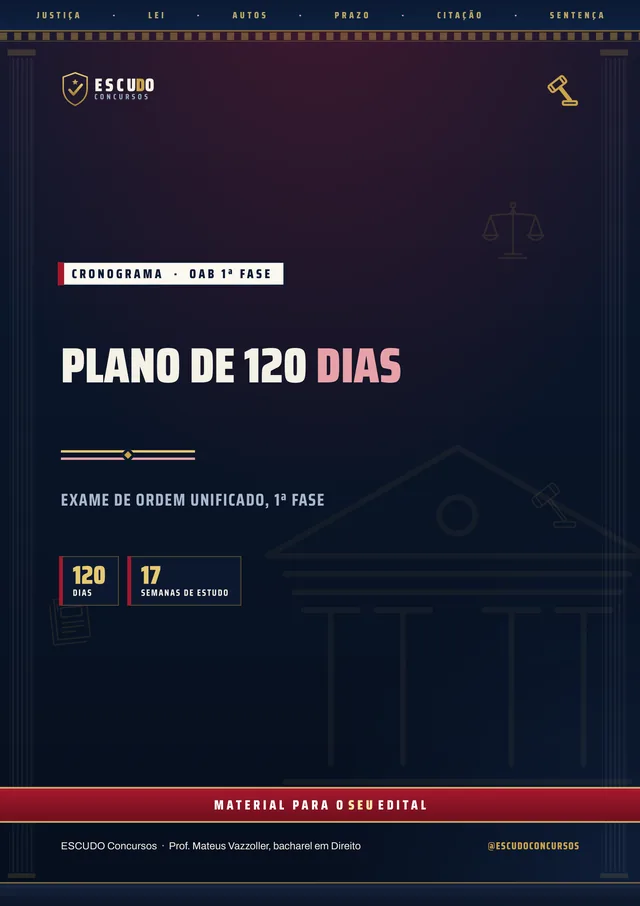 JUSTIÇA · LEI · AUTOS · PRAZO · CITAÇÃO · SENTENÇA
ESCUDO
CONCURSOS
CRONOGRAMA · OAB 1ª FASE
PLANO DE 120 DIAS
EXAME DE ORDEM UNIFICADO, 1ª FASE
120
DIAS
17
SEMANAS DE ESTUDO
MATERIAL PARA O SEU EDITAL
ESCUDO Concursos · Prof. Mateus Vazzoller, bacharel em Direito
@ESCUDOCONCURSOS